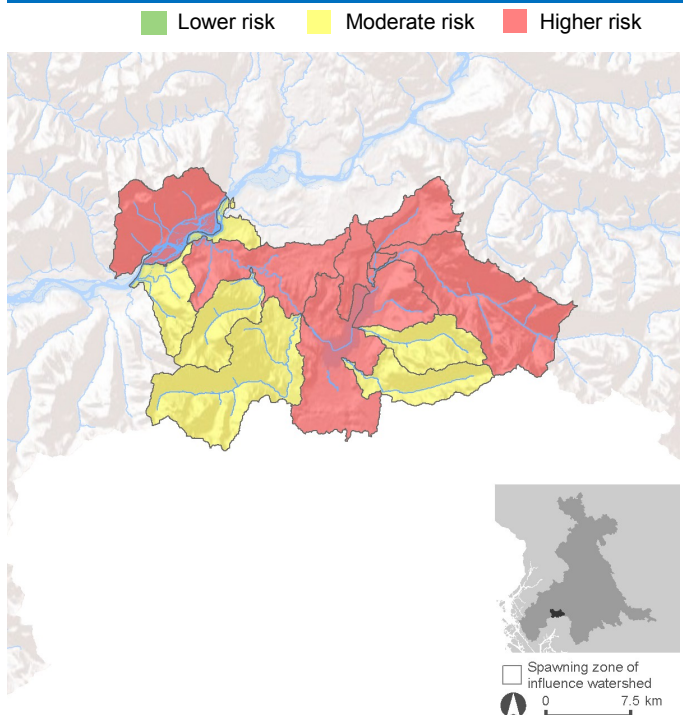 Lower risk Moderate risk Higher risk
Spawning zone of
influence watershed
0 7.5 km